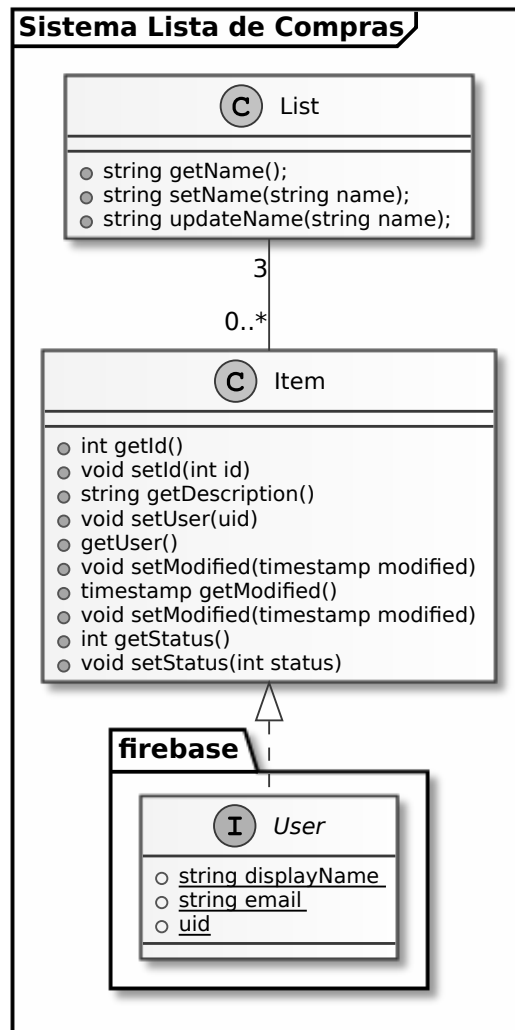 Sistema Lista de Compras
C List
string getName();
string setName(string name);
string updateName(string name);
3
0..*
C Item
int getId()
void setId(int id)
string getDescription()
void setUser(uid)
getUser()
void setModified(timestamp modified)
timestamp getModified()
void setModified(timestamp modified)
int getStatus()
void setStatus(int status)
firebase
I User
string displayName
string email
uid